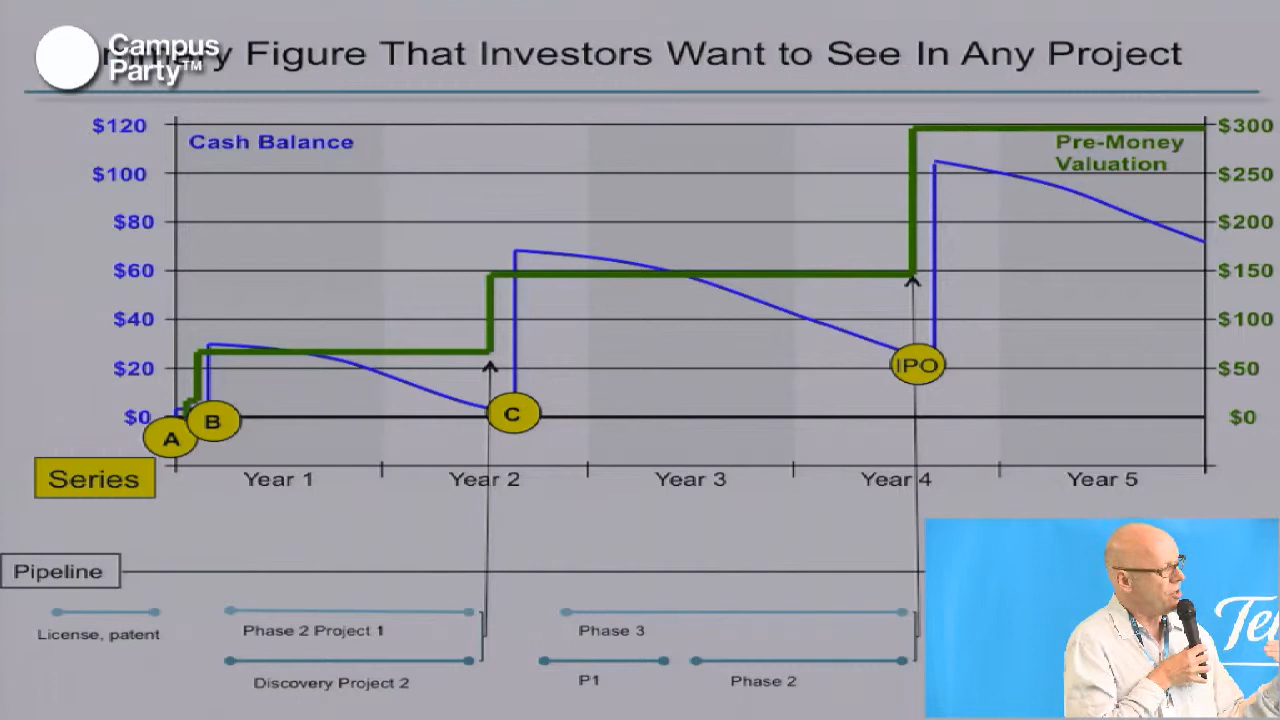 Campus
Party™
Figure That Investors Want to See In Any Project
$120
$100
$80
$60
$40
$20
$0
Cash Balance
Pre-Money
Valuation
$300
$250
$200
$150
$100
$50
$0
A
B
C
IPO
Series
Year 1
Year 2
Year 3
Year 4
Year 5
Pipeline
License, patent
Phase 2 Project 1
Discovery Project 2
Phase 3
P1
Phase 2